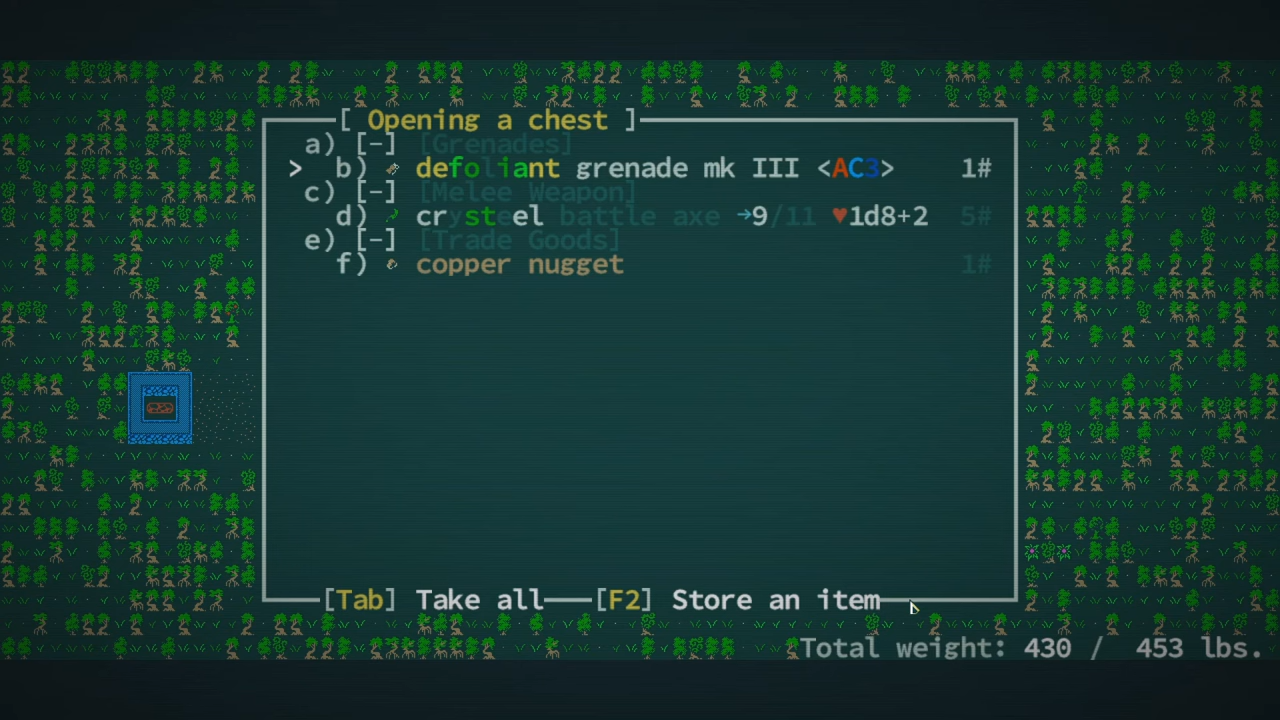 [ Opening a chest ]
a) [-] [Grenades]
> b) defoliant grenade mk III <AC3> 1#
c) [-] [Melee Weapon]
d) crysteel battle axe →9/11 ♥1d8+2 5#
e) [-] [Trade Goods]
f) copper nugget 1#
[Tab] Take all [F2] Store an item
Total weight: 430 / 453 lbs.